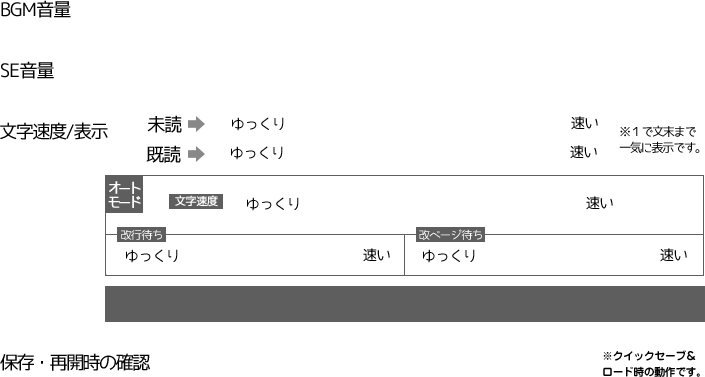 BGM音量
SE音量
文字速度/表示
未読 ゆっくり 速い
既読 ゆっくり 速い
※１で文末まで
一気に表示です。
オート
モード
文字速度 ゆっくり 速い
改行待ち 改ページ待ち
ゆっくり 速い ゆっくり 速い
保存・再開時の確認
※クイックセーブ&
ロード時の動作です。